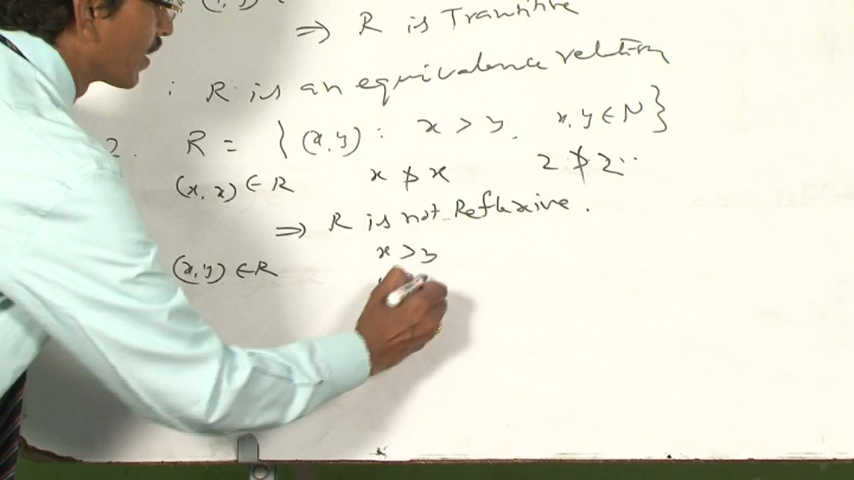 ⇒ R is Transitive
∴ R is an equivalence relation
2. R = {(x,y) : x > y, x,y ∈ N}
(x,x) ∈ R x ≯ x 2 ≯ 2..
⇒ R is not Reflexive.
(x,y) ∈ R x > y